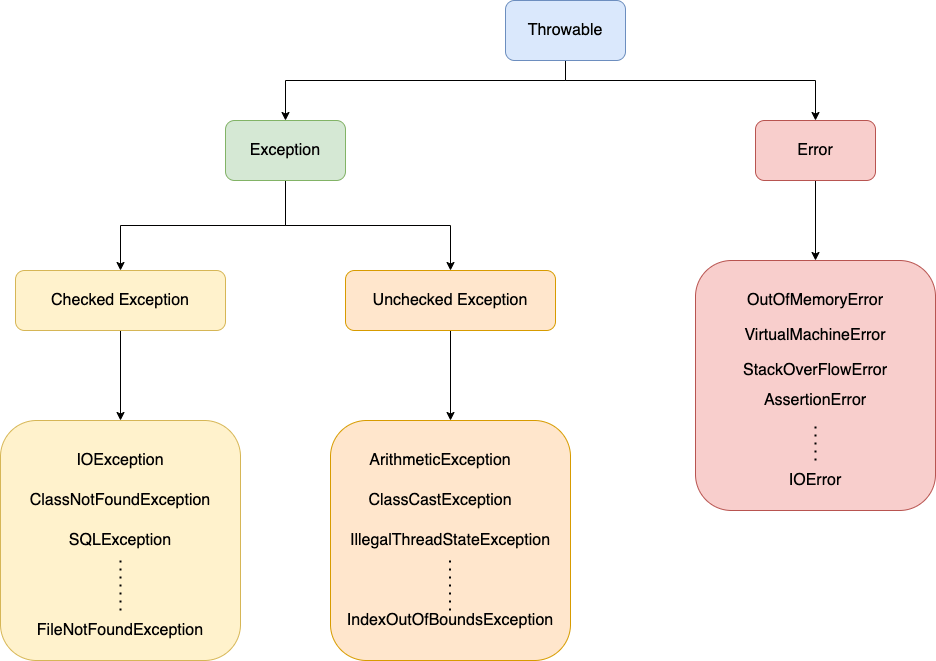 Throwable
Exception
Error
Checked Exception
Unchecked Exception
OutOfMemoryError
VirtualMachineError
StackOverFlowError
AssertionError
IOError
IOException
ClassNotFoundException
SQLException
FileNotFoundException
ArithmeticException
ClassCastException
IllegalThreadStateException
IndexOutOfBoundsException